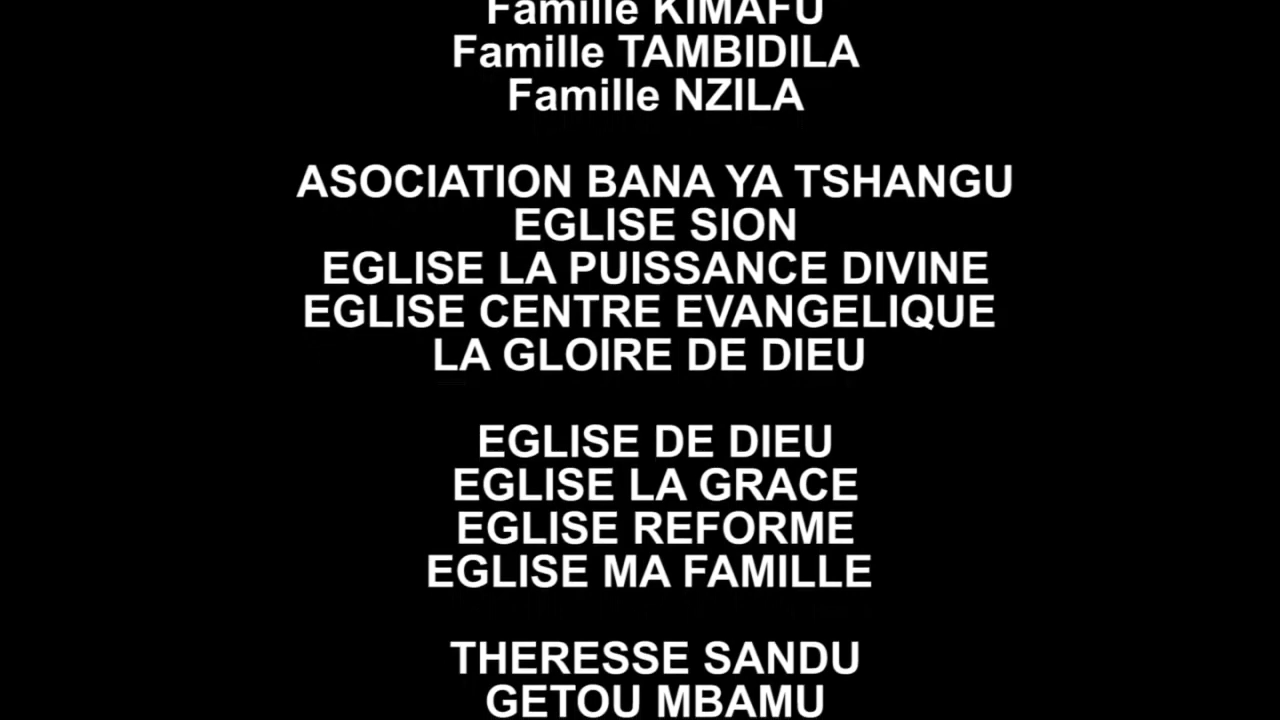 Famille KIMAFU
Famille TAMBIDILA
Famille NZILA
ASOCIATION BANA YA TSHANGU
EGLISE SION
EGLISE LA PUISSANCE DIVINE
EGLISE CENTRE EVANGELIQUE
LA GLOIRE DE DIEU
EGLISE DE DIEU
EGLISE LA GRACE
EGLISE REFORME
EGLISE MA FAMILLE
THERESSE SANDU
GETOU MBAMU